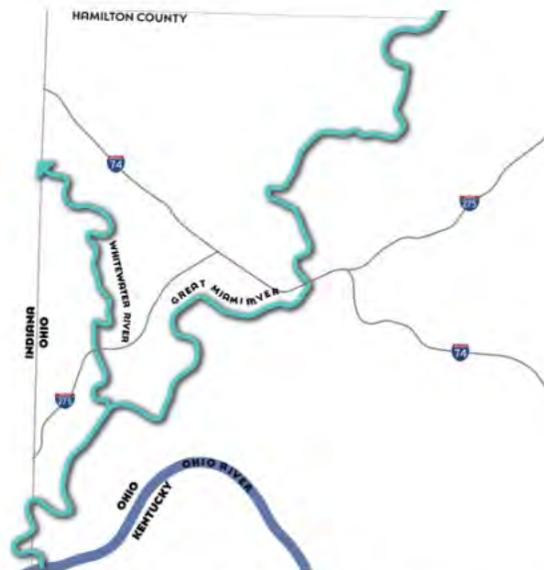 HAMILTON COUNTY
74
275
WHITEWATER RIVER
GREAT MIAMI RIVER
INDIANA
OHIO
74
275
OHIO RIVER
OHIO
KENTUCKY